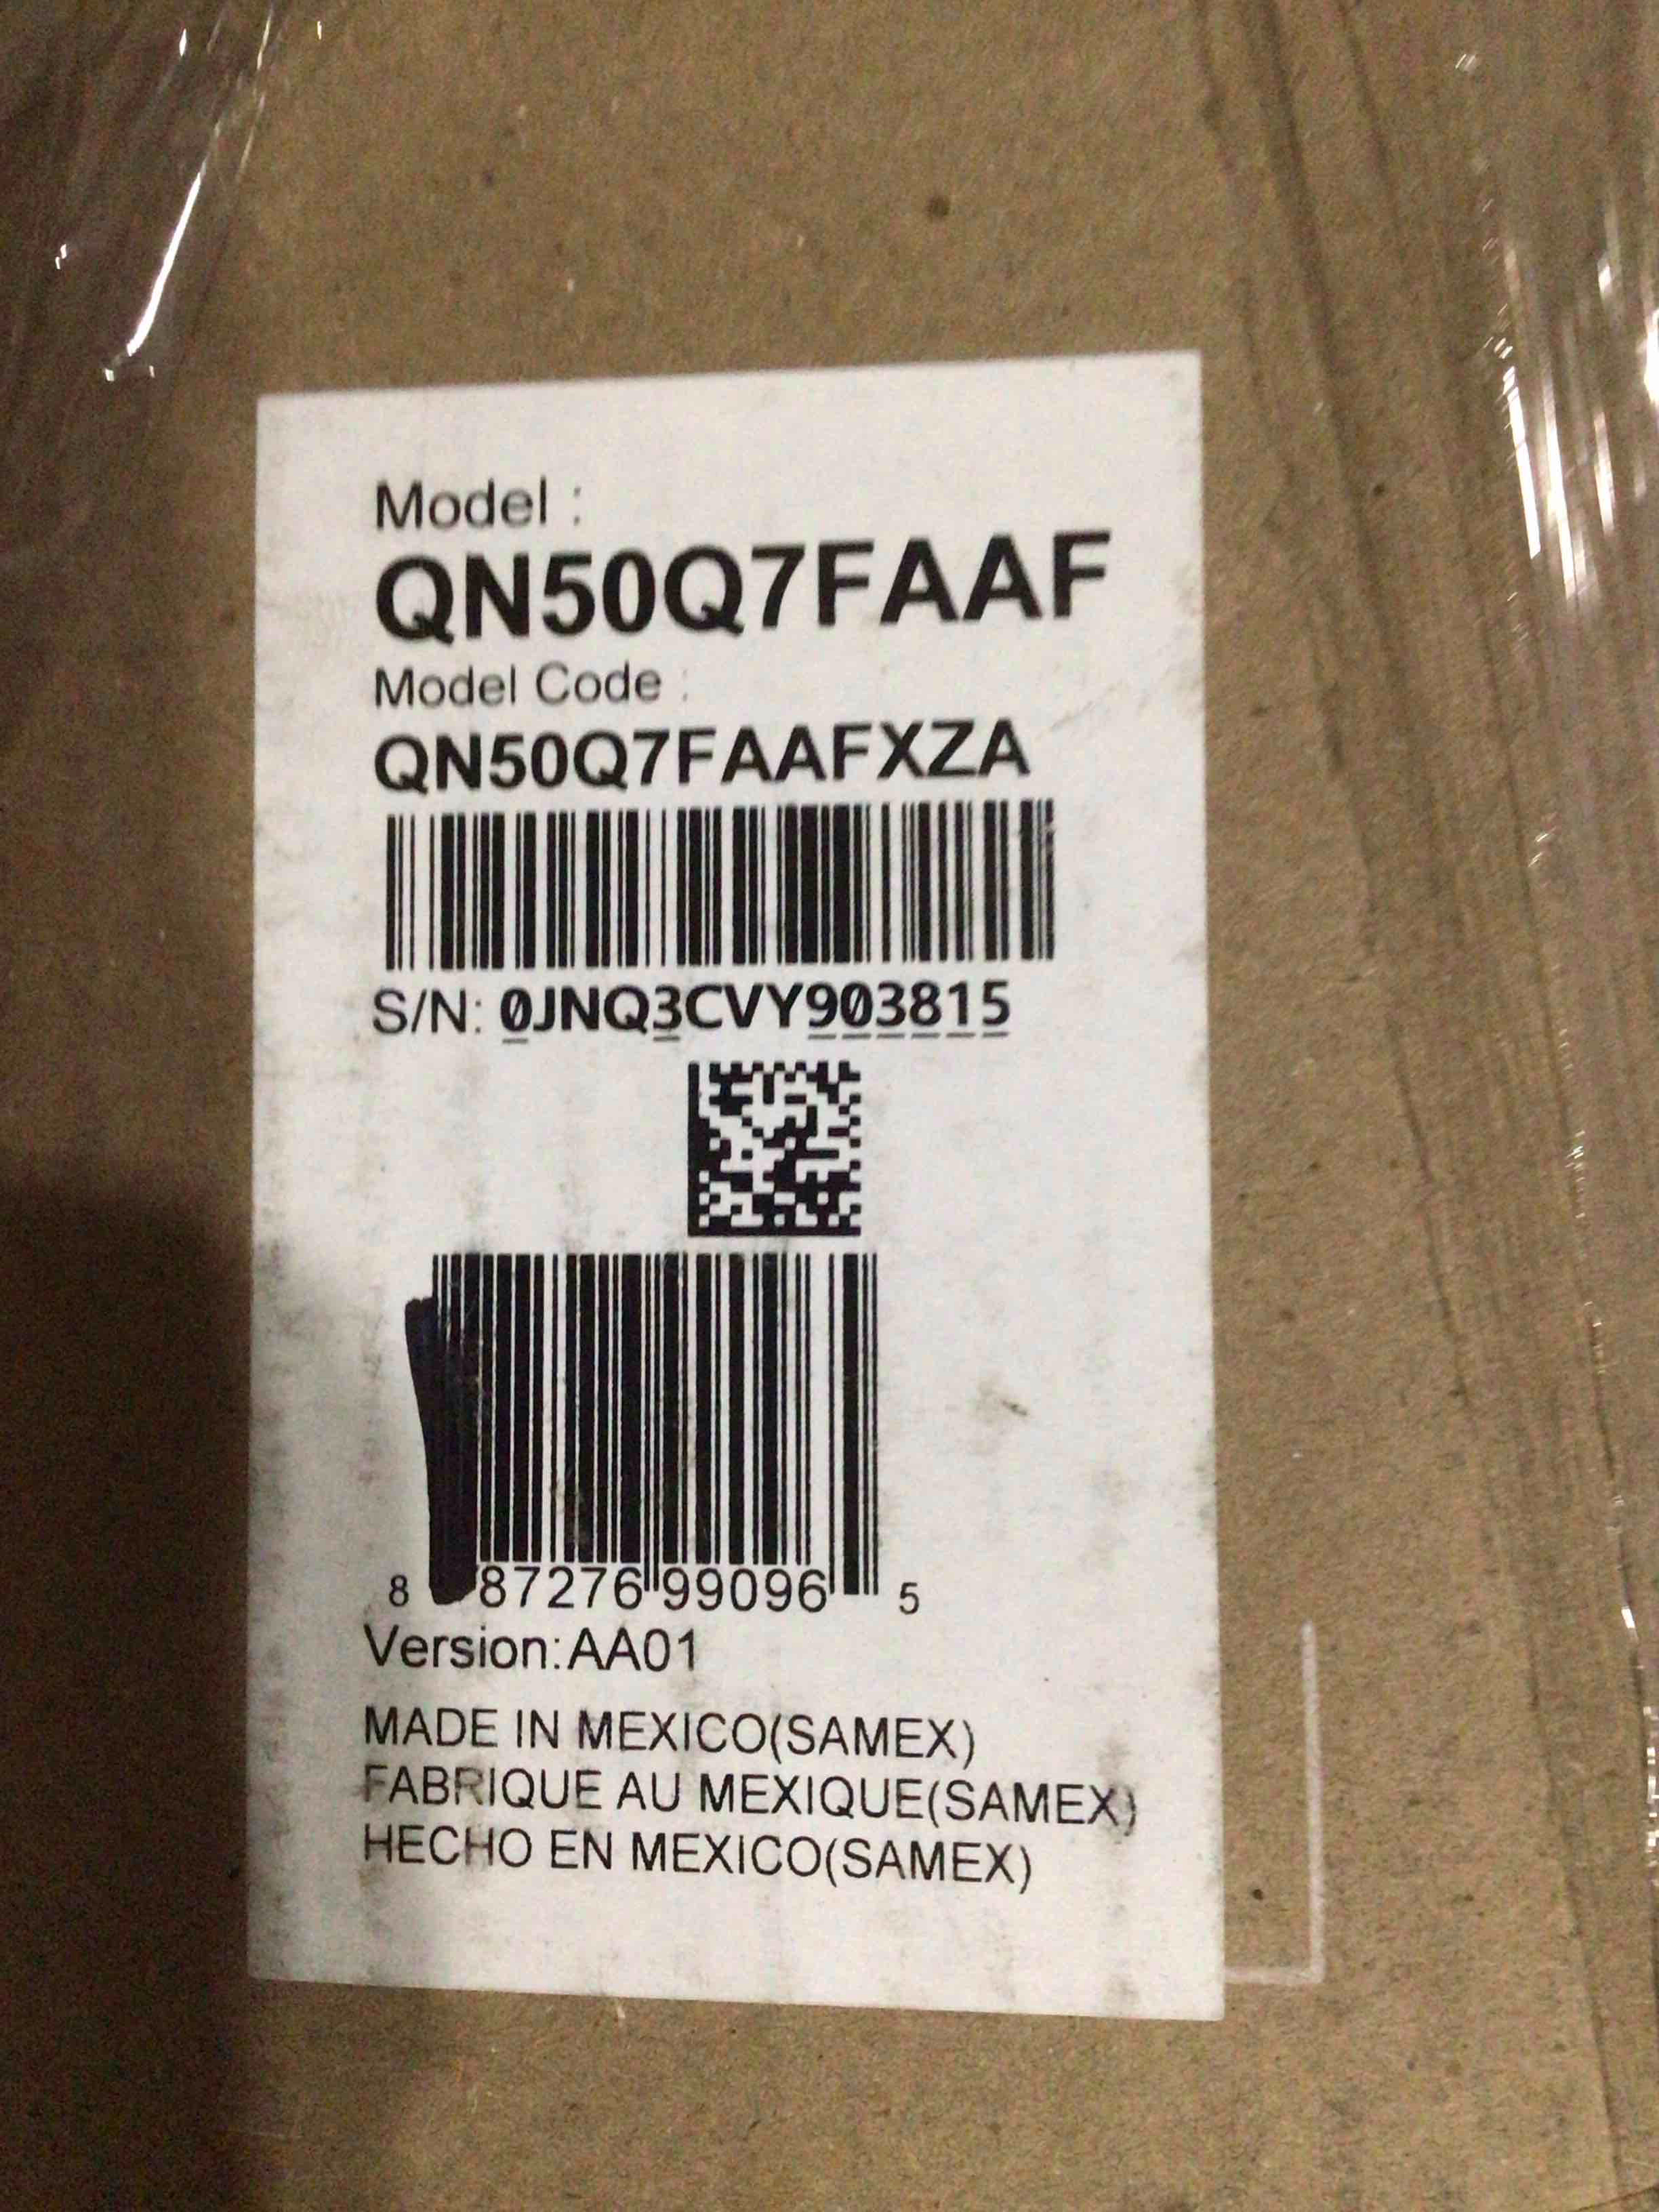 Model :
QN50Q7FAAF
Model Code :
QN50Q7FAAFXZA
S/N: 0JNQ3CVY903815
8 87276 99096 5
Version:AA01
MADE IN MEXICO(SAMEX)
FABRIQUE AU MEXIQUE(SAMEX)
HECHO EN MEXICO(SAMEX)